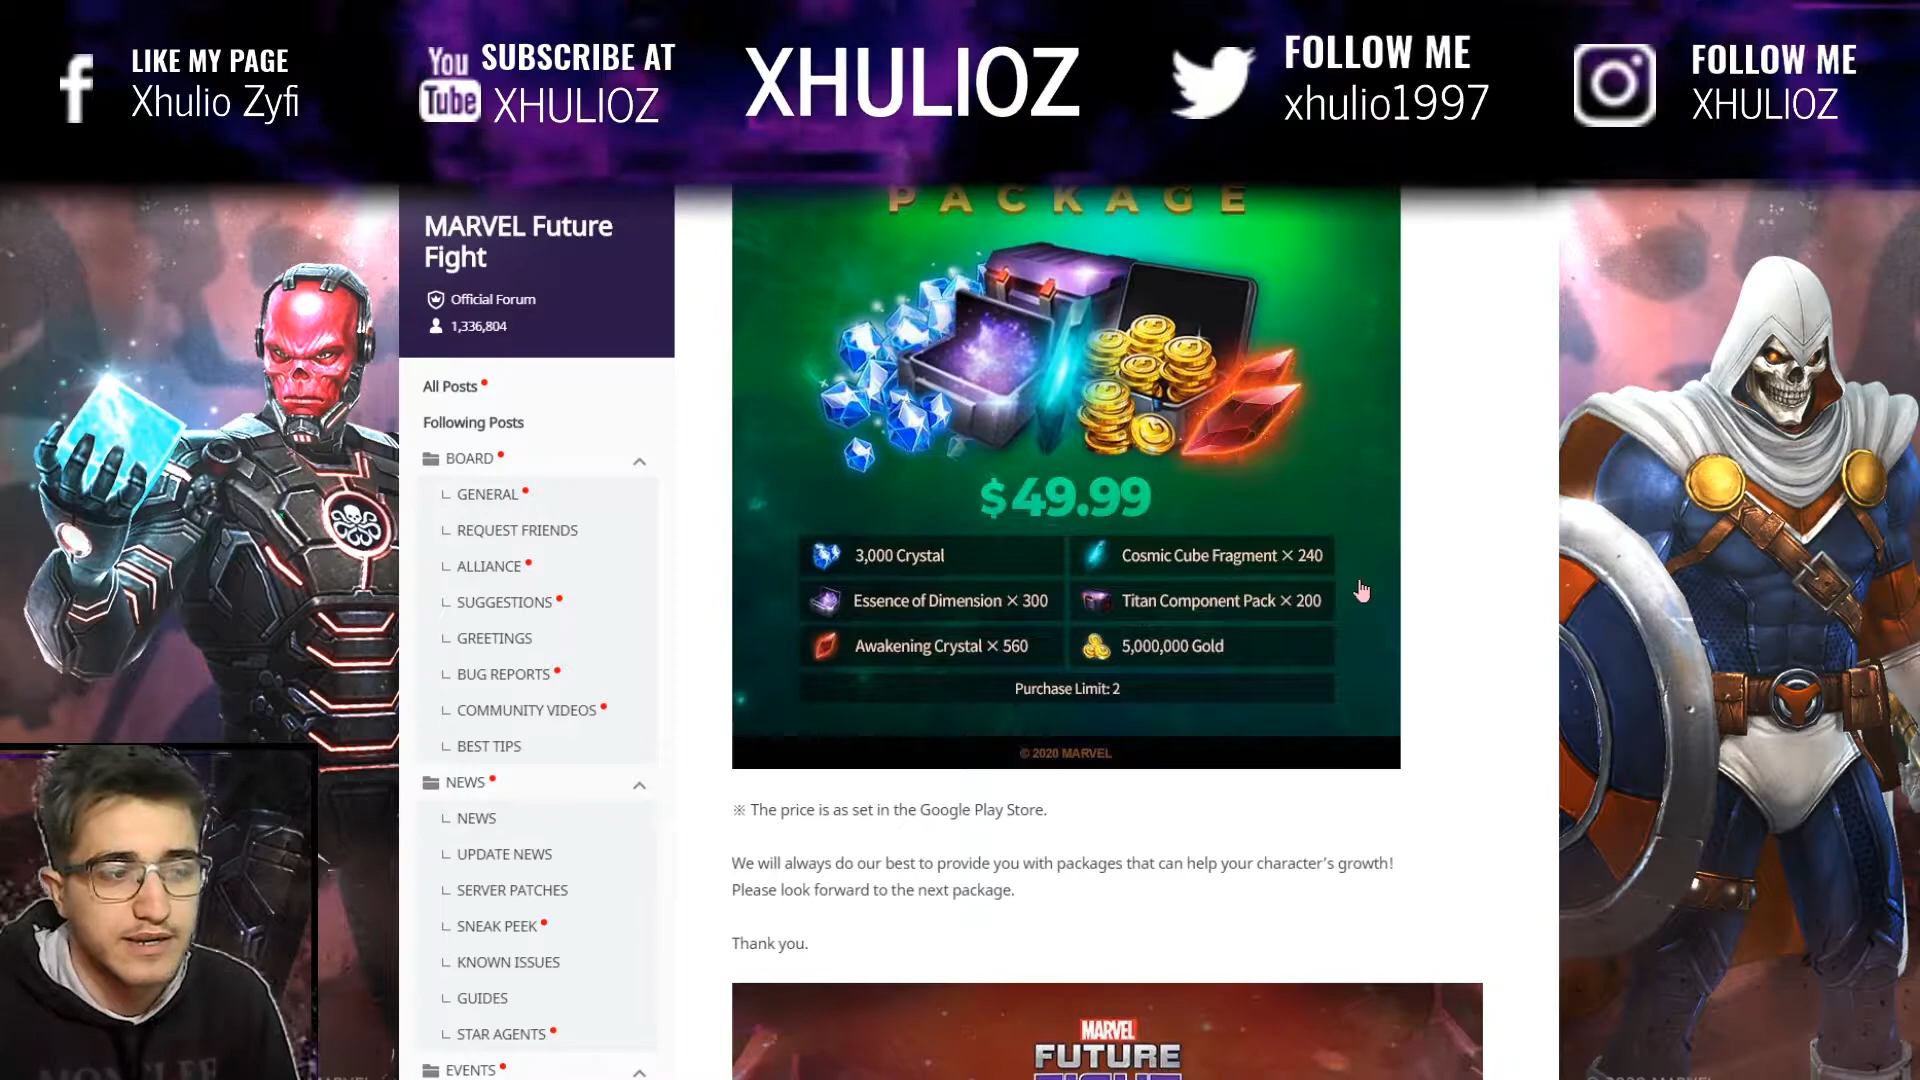 LIKE MY PAGE
Xhulio Zyfi
You
Tube
SUBSCRIBE AT
XHULIOZ
XHULIOZ
FOLLOW ME
xhulio1997
FOLLOW ME
XHULIOZ
MARVEL Future
Fight
Official Forum
1,336,804
All Posts
Following Posts
BOARD
GENERAL
REQUEST FRIENDS
ALLIANCE
SUGGESTIONS
GREETINGS
BUG REPORTS
COMMUNITY VIDEOS
BEST TIPS
NEWS
NEWS
UPDATE NEWS
SERVER PATCHES
SNEAK PEEK
KNOWN ISSUES
GUIDES
STAR AGENTS
EVENTS
PACKAGE
$49.99
3,000 Crystal
Cosmic Cube Fragment × 240
Essence of Dimension × 300
Titan Component Pack × 200
Awakening Crystal × 560
5,000,000 Gold
Purchase Limit: 2
© 2020 MARVEL
※ The price is as set in the Google Play Store.
We will always do our best to provide you with packages that can help your character's growth!
Please look forward to the next package.
Thank you.
MARVEL
FUTURE